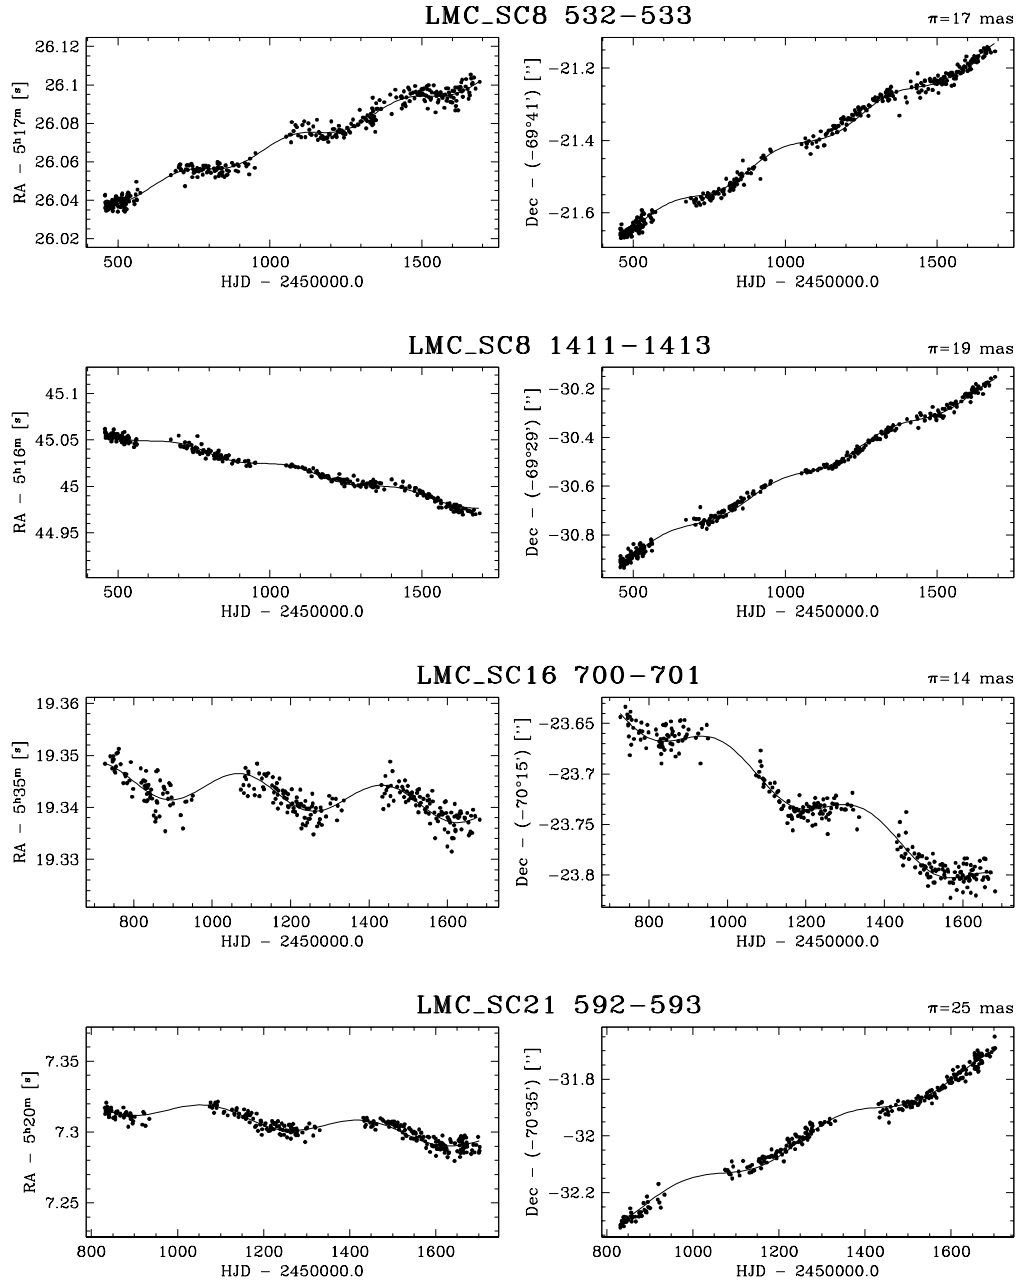 LMC_SC8 532−533
π=17 mas
26.12
26.1
26.08
26.06
26.04
26.02
RA − 5ʰ17ᵐ [s]
500
1000
1500
HJD − 2450000.0
−21.2
−21.4
−21.6
Dec − (−69°41') ['']
500
1000
1500
HJD − 2450000.0
LMC_SC8 1411−1413
π=19 mas
45.1
45.05
45
44.95
RA − 5ʰ16ᵐ [s]
500
1000
1500
HJD − 2450000.0
−30.2
−30.4
−30.6
−30.8
Dec − (−69°29') ['']
500
1000
1500
HJD − 2450000.0
LMC_SC16 700−701
π=14 mas
19.36
19.35
19.34
19.33
RA − 5ʰ35ᵐ [s]
800
1000
1200
1400
1600
HJD − 2450000.0
−23.65
−23.7
−23.75
−23.8
Dec − (−70°15') ['']
800
1000
1200
1400
1600
HJD − 2450000.0
LMC_SC21 592−593
π=25 mas
7.35
7.3
7.25
RA − 5ʰ20ᵐ [s]
800
1000
1200
1400
1600
HJD − 2450000.0
−31.8
−32
−32.2
Dec − (−70°35') ['']
800
1000
1200
1400
1600
HJD − 2450000.0